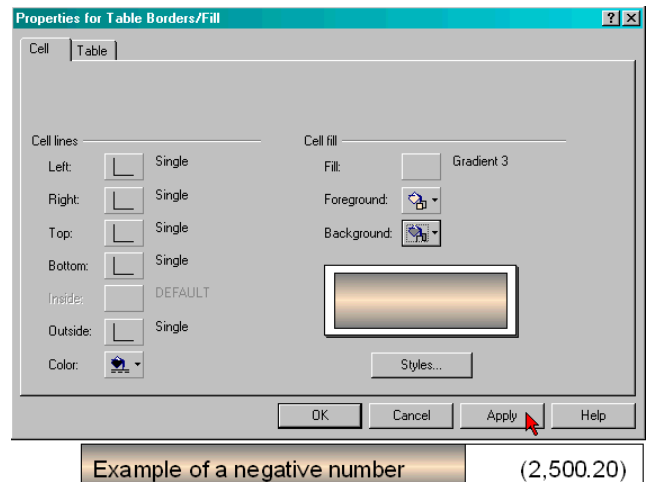 Properties for Table Borders/Fill
Cell Table
Cell lines
Left: Single
Right: Single
Top: Single
Bottom: Single
Inside: DEFAULT
Outside: Single
Color:
Cell fill
Fill: Gradient 3
Foreground:
Background:
Styles...
OK Cancel Apply Help
Example of a negative number (2,500.20)